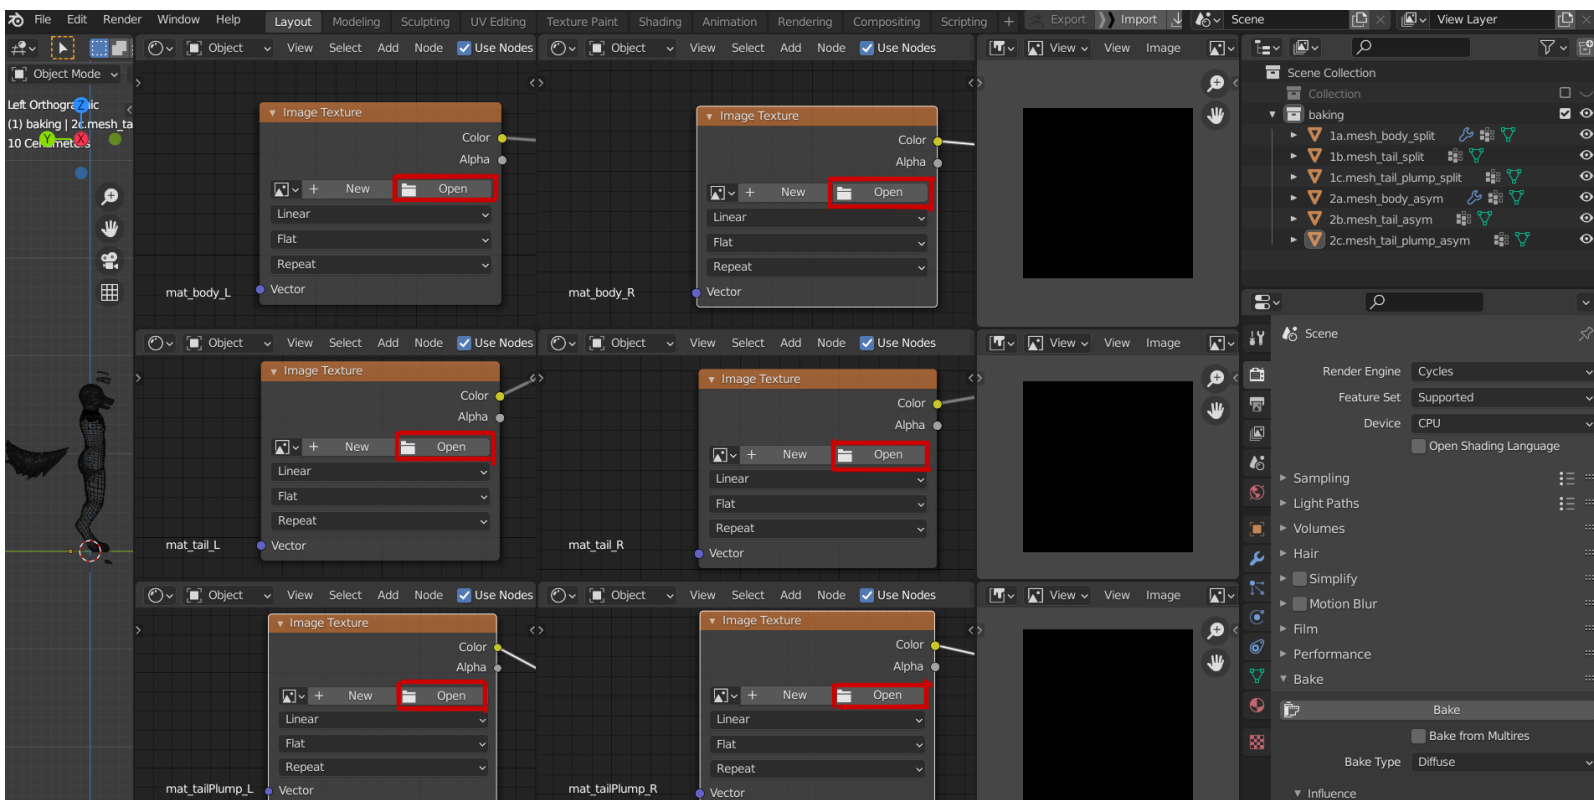 File Edit Render Window Help Layout Modeling Sculpting UV Editing Texture Paint Shading Animation Rendering Compositing Scripting + Export Import Scene View Layer
Object View Select Add Node Use Nodes Object View Select Add Node Use Nodes View View Image
Object Mode
Left Orthographic
(1) baking | 2c.mesh_ta
10 Centimeters
Z
Y
X
Image Texture
Color
Alpha
+ New Open
Linear
Flat
Repeat
Vector
mat_body_L
Image Texture
Color
Alpha
+ New Open
Linear
Flat
Repeat
Vector
mat_body_R
Object View Select Add Node Use Nodes Object View Select Add Node Use Nodes View View Image
Image Texture
Color
Alpha
+ New Open
Linear
Flat
Repeat
Vector
mat_tail_L
Image Texture
Color
Alpha
+ New Open
Linear
Flat
Repeat
Vector
mat_tail_R
Object View Select Add Node Use Nodes Object View Select Add Node Use Nodes View View Image
Image Texture
Color
Alpha
+ New Open
Linear
Flat
Repeat
Vector
mat_tailPlump_L
Image Texture
Color
Alpha
+ New Open
Linear
Flat
Repeat
Vector
mat_tailPlump_R
Scene Collection
Collection
baking
1a.mesh_body_split
1b.mesh_tail_split
1c.mesh_tail_plump_split
2a.mesh_body_asym
2b.mesh_tail_asym
2c.mesh_tail_plump_asym
Scene
Render Engine Cycles
Feature Set Supported
Device CPU
Open Shading Language
Sampling
Light Paths
Volumes
Hair
Simplify
Motion Blur
Film
Performance
Bake
Bake
Bake from Multires
Bake Type Diffuse
Influence